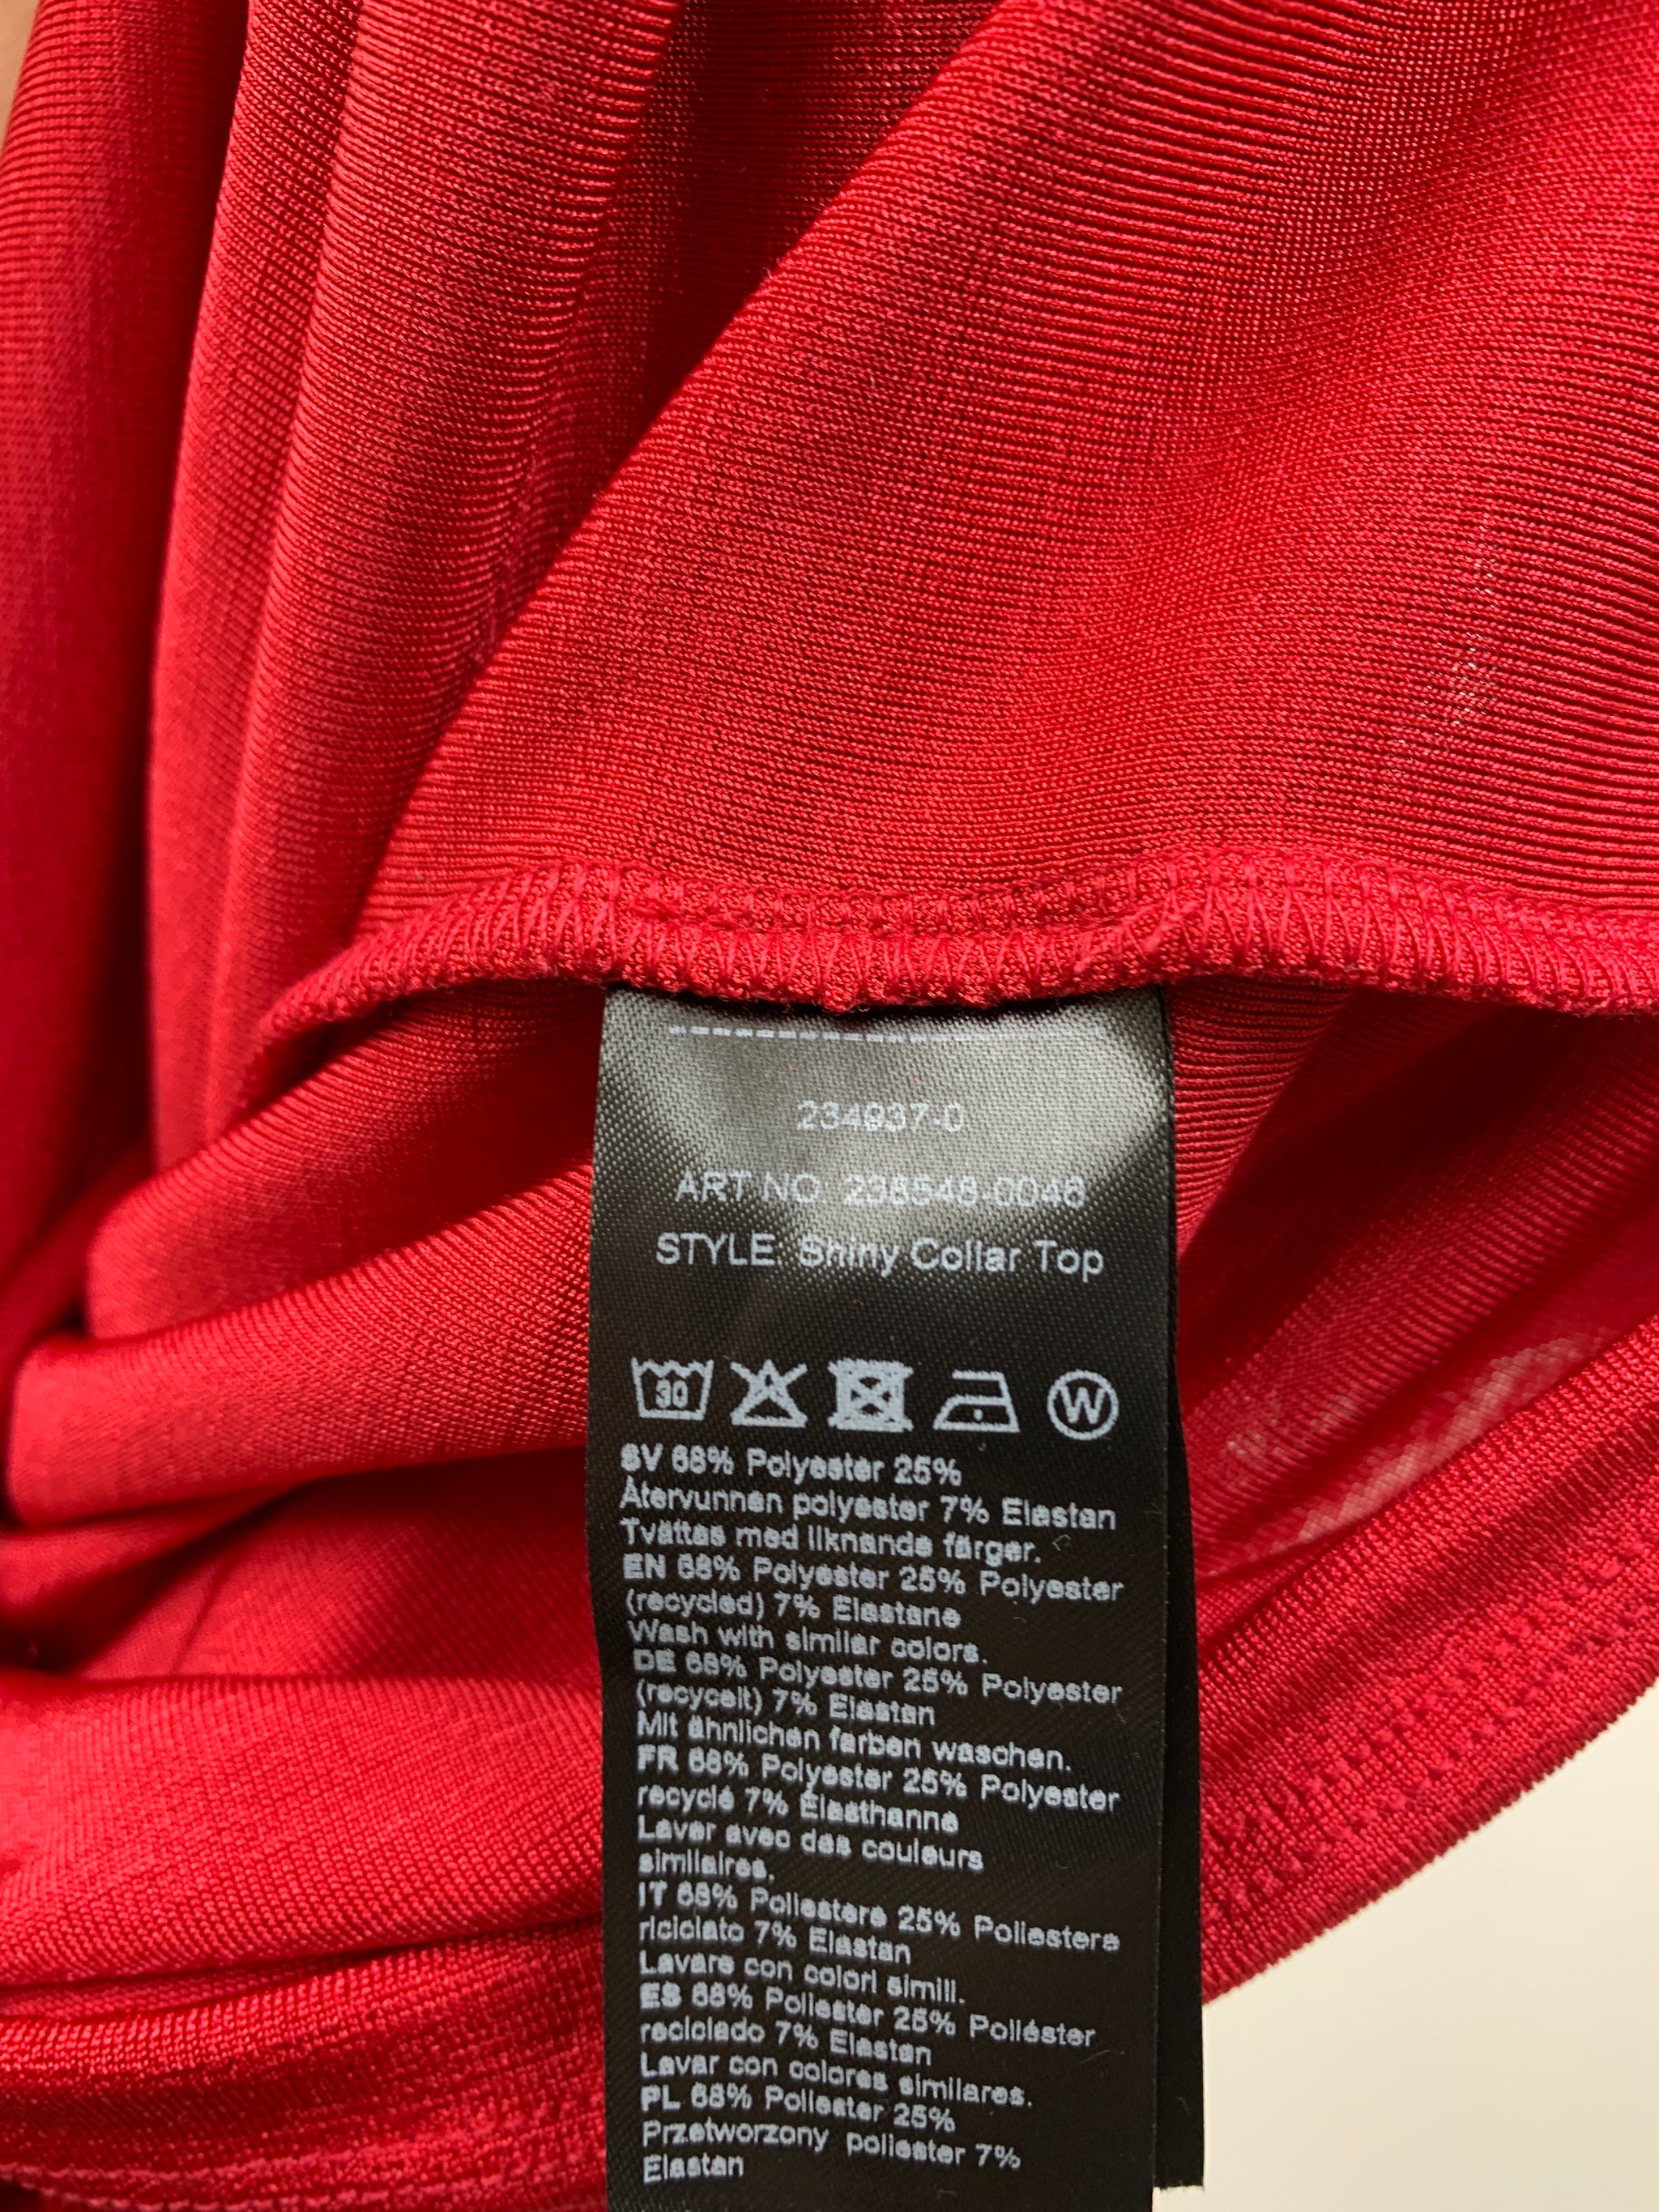 234937-0
ART NO. 238548-0046
STYLE: Shiny Collar Top
30 W
SV 68% Polyester 25%
Återvunnen polyester 7% Elastan
Tvättas med liknande färger.
EN 68% Polyester 25% Polyester
(recycled) 7% Elastane
Wash with similar colors.
DE 68% Polyester 25% Polyester
(recycelt) 7% Elastan
Mit ähnlichen farben waschen.
FR 68% Polyester 25% Polyester
recyclé 7% Élasthanne
Laver avec des couleurs
similaires.
IT 68% Poliestere 25% Poliestere
riciclato 7% Elastan
Lavare con colori simili.
ES 68% Poliéster 25% Poliéster
reciclado 7% Elastan
Lavar con colores similares.
PL 68% Poliester 25%
Przetworzony poliester 7%
Elastan